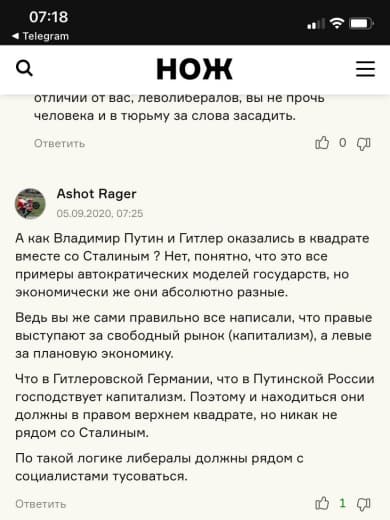 07:18
◀ Telegram
НОЖ
отличии от вас, леволибералов, вы не прочь
человека и в тюрьму за слова засадить.
Ответить
0
Ashot Rager
05.09.2020, 07:25
А как Владимир Путин и Гитлер оказались в квадрате
вместе со Сталиным ? Нет, понятно, что это все
примеры автократических моделей государств, но
экономически же они абсолютно разные.
Ведь вы же сами правильно все написали, что правые
выступают за свободный рынок (капитализм), а левые
за плановую экономику.
Что в Гитлеровской Германии, что в Путинской России
господствует капитализм. Поэтому и находиться они
должны в правом верхнем квадрате, но никак не
рядом со Сталиным.
По такой логике либералы должны рядом с
социалистами тусоваться.
Ответить
1